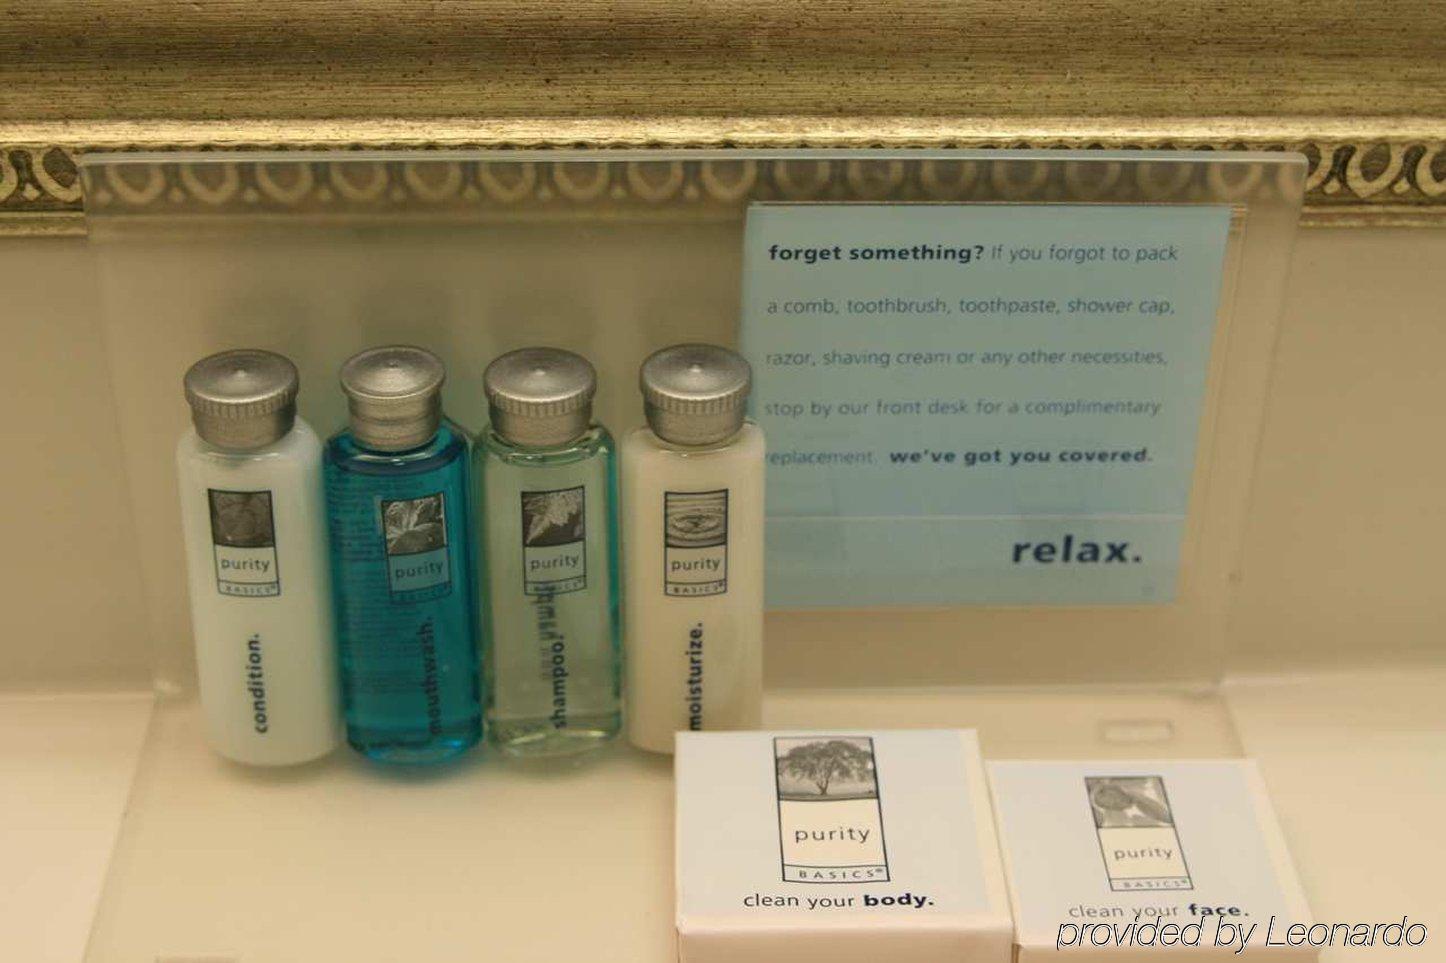 forget something? If you forgot to pack
a comb, toothbrush, toothpaste, shower cap,
razor, shaving cream or any other necessities,
stop by our front desk for a complimentary
replacement. we've got you covered.
relax.
purity
BASICS®
condition.
purity
mouthwash.
purity
BASICS®
shampoo.
purity
BASICS®
moisturize.
purity
BASICS®
clean your body.
purity
BASICS®
clean your face.
provided by Leonardo